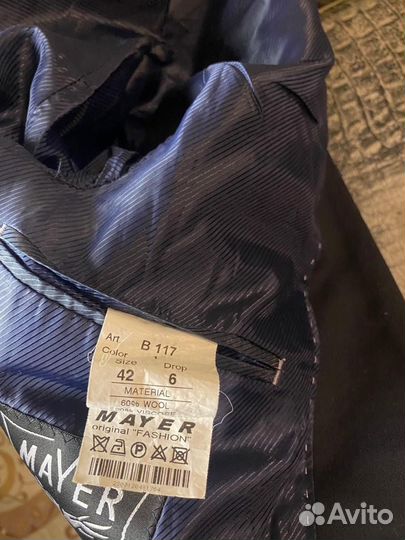 Art B 117
Color
Size Drop
42 6
MATERIAL
60% WOOL
MAYER
original "FASHION"
MAYER
Avito